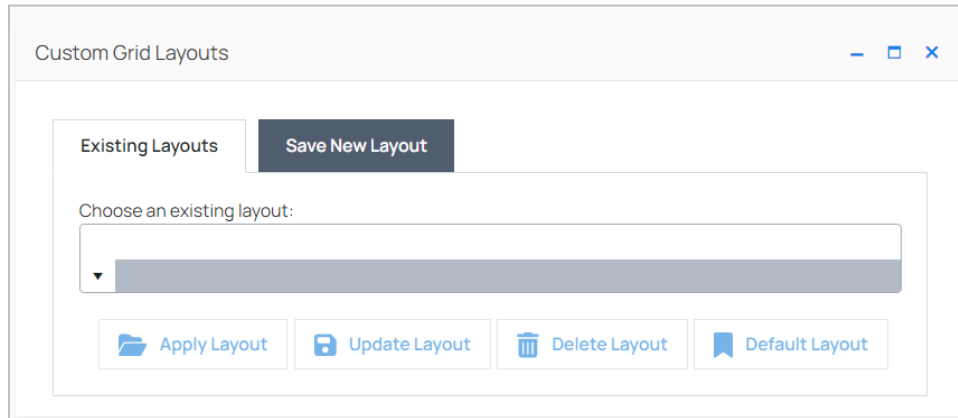 Custom Grid Layouts
Existing Layouts
Save New Layout
Choose an existing layout:
Apply Layout
Update Layout
Delete Layout
Default Layout